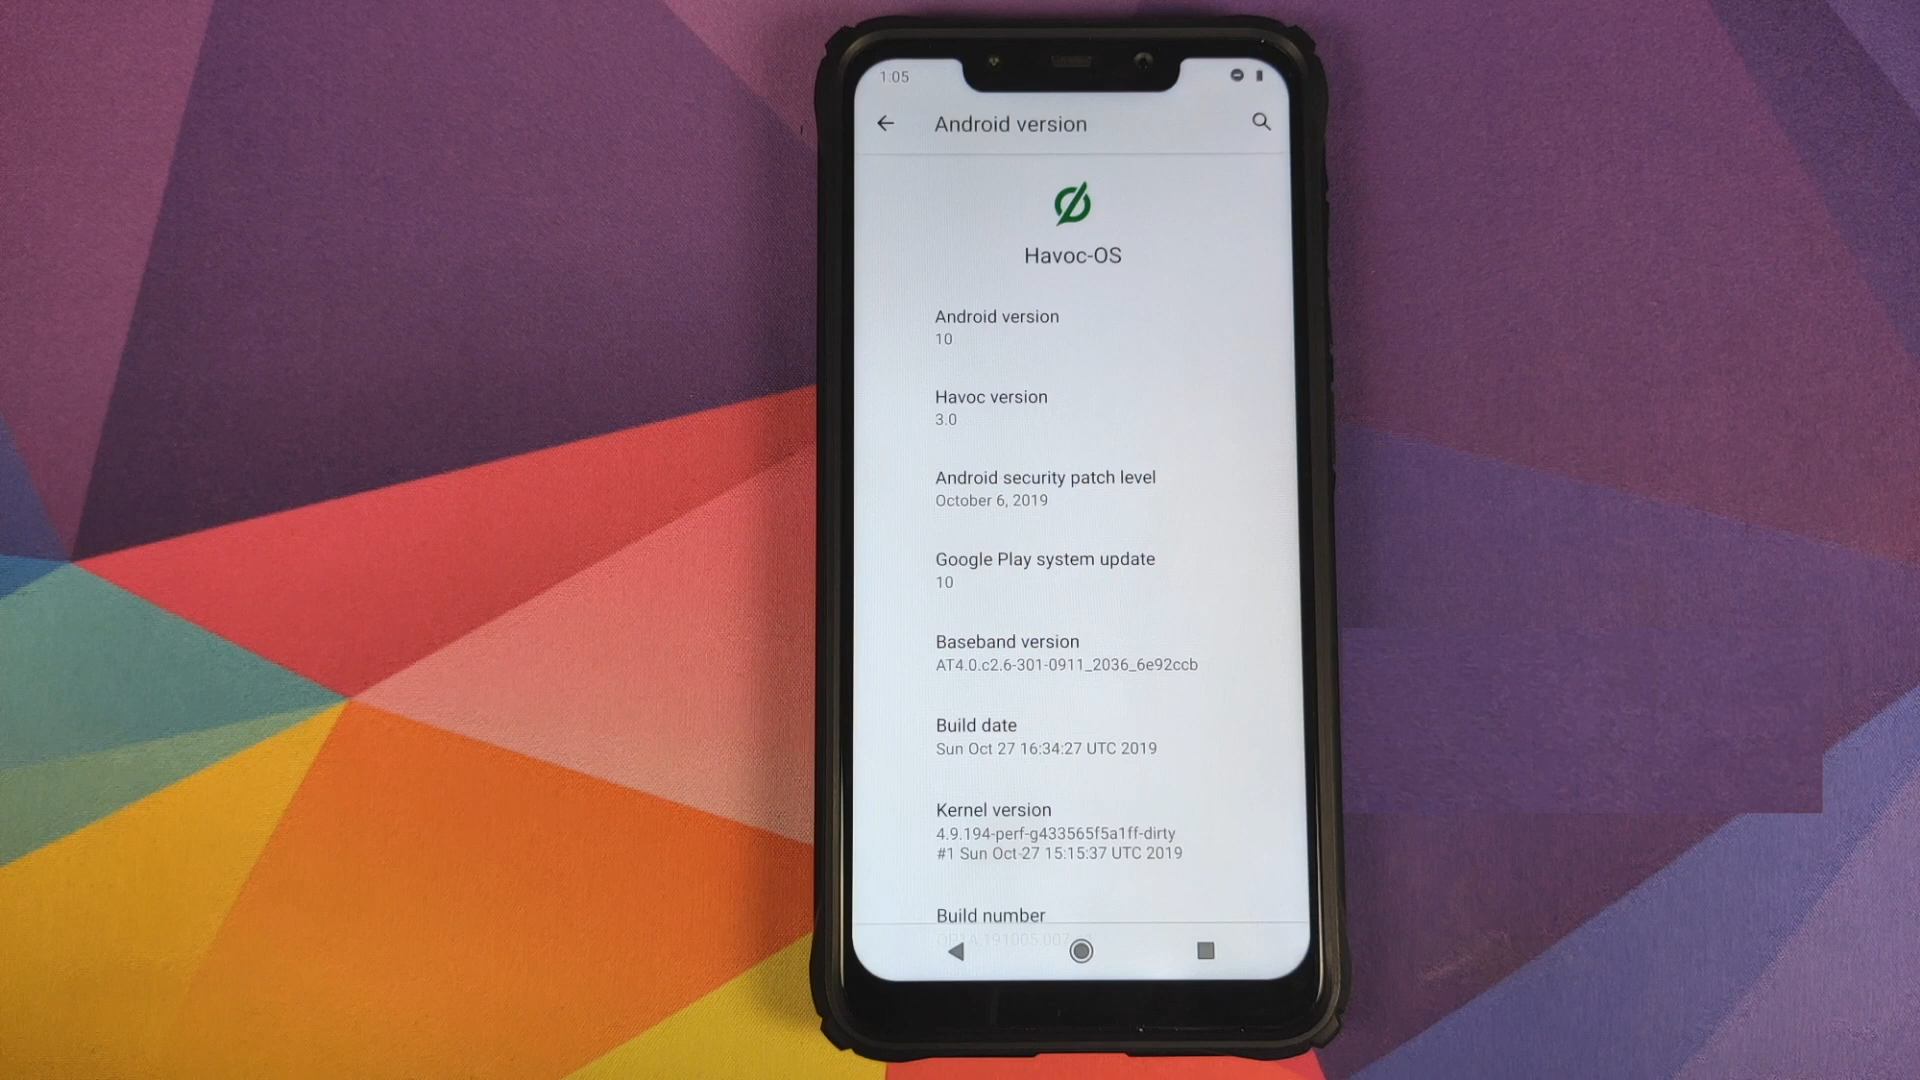 1:05
Android version
Havoc-OS
Android version
10
Havoc version
3.0
Android security patch level
October 6, 2019
Google Play system update
10
Baseband version
AT4.0.c2.6-301-0911_2036_6e92ccb
Build date
Sun Oct 27 16:34:27 UTC 2019
Kernel version
4.9.194-perf-g433565f5a1ff-dirty
#1 Sun Oct 27 15:15:37 UTC 2019
Build number